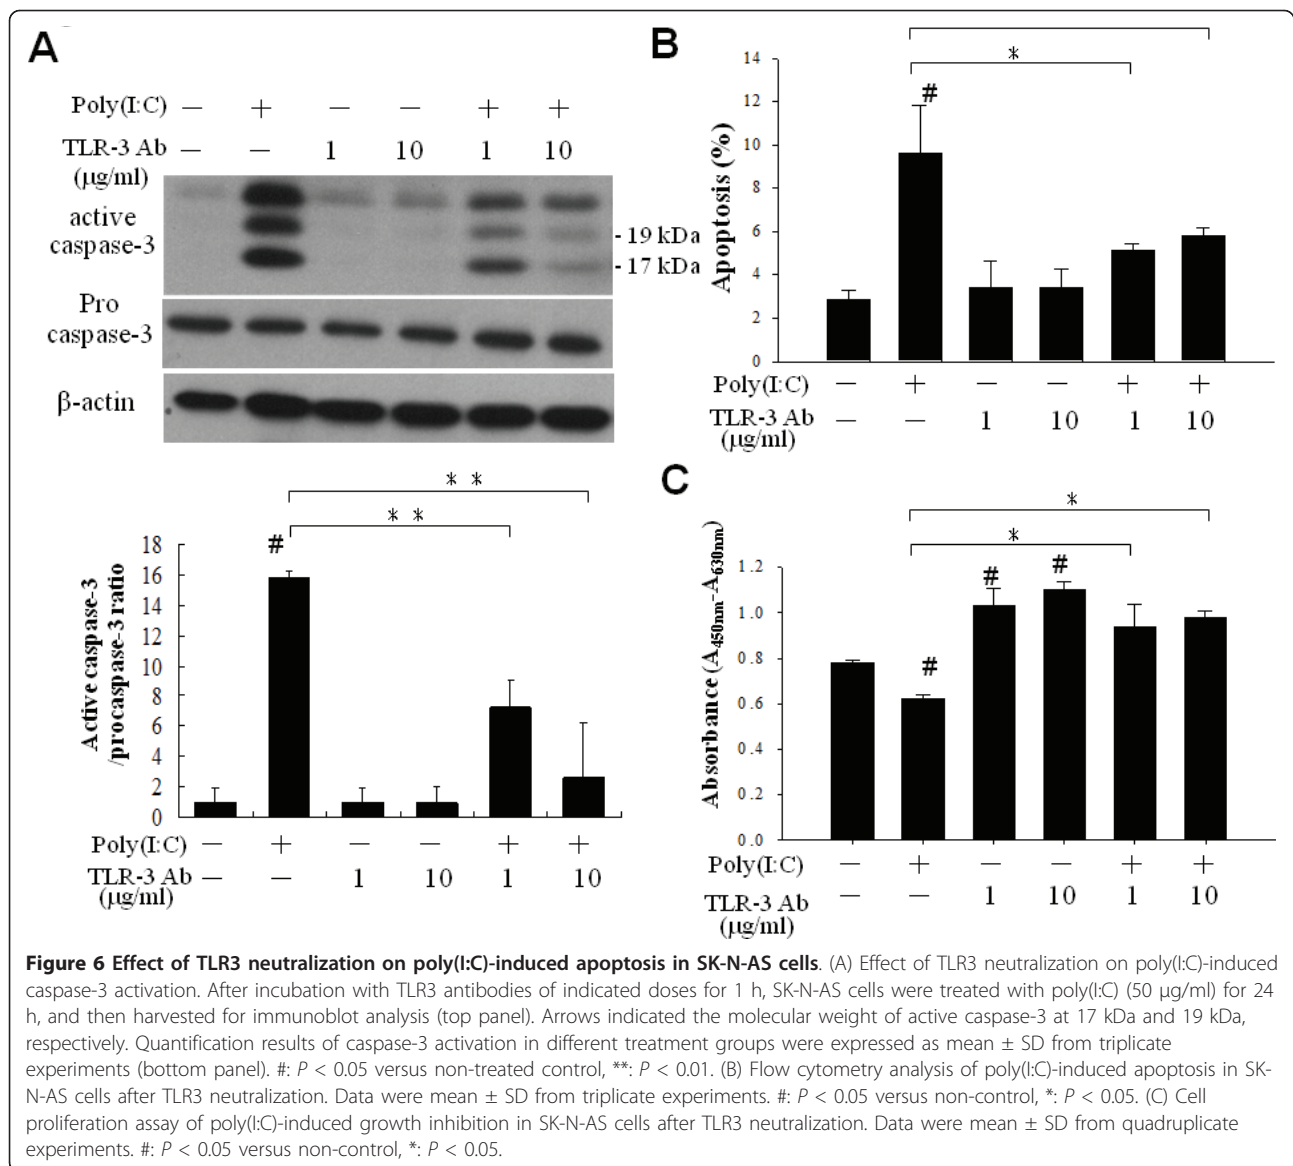 A
Poly(I:C) — + — — + +
TLR-3 Ab — — 1 10 1 10
(µg/ml)
active
caspase-3
- 19 kDa
- 17 kDa
Pro
caspase-3
β-actin
* *
* *
#
Active caspase-3
/procaspase-3 ratio
18
16
14
12
10
8
6
4
2
0
Poly(I:C) — + — — + +
TLR-3 Ab — — 1 10 1 10
(µg/ml)
B
*
#
Apoptosis (%)
14
12
10
8
6
4
2
0
Poly(I:C) — + — — + +
TLR-3 Ab — — 1 10 1 10
(µg/ml)
C
*
*
# # #
Absorbance (A450nm-A630nm)
1.2
1.0
0.8
0.6
0.4
0.2
0.0
Poly(I:C) — + — — + +
TLR-3 Ab — — 1 10 1 10
(µg/ml)
Figure 6 Effect of TLR3 neutralization on poly(I:C)-induced apoptosis in SK-N-AS cells. (A) Effect of TLR3 neutralization on poly(I:C)-induced
caspase-3 activation. After incubation with TLR3 antibodies of indicated doses for 1 h, SK-N-AS cells were treated with poly(I:C) (50 µg/ml) for 24
h, and then harvested for immunoblot analysis (top panel). Arrows indicated the molecular weight of active caspase-3 at 17 kDa and 19 kDa,
respectively. Quantification results of caspase-3 activation in different treatment groups were expressed as mean ± SD from triplicate
experiments (bottom panel). #: P < 0.05 versus non-treated control, **: P < 0.01. (B) Flow cytometry analysis of poly(I:C)-induced apoptosis in SK-
N-AS cells after TLR3 neutralization. Data were mean ± SD from triplicate experiments. #: P < 0.05 versus non-control, *: P < 0.05. (C) Cell
proliferation assay of poly(I:C)-induced growth inhibition in SK-N-AS cells after TLR3 neutralization. Data were mean ± SD from quadruplicate
experiments. #: P < 0.05 versus non-control, *: P < 0.05.